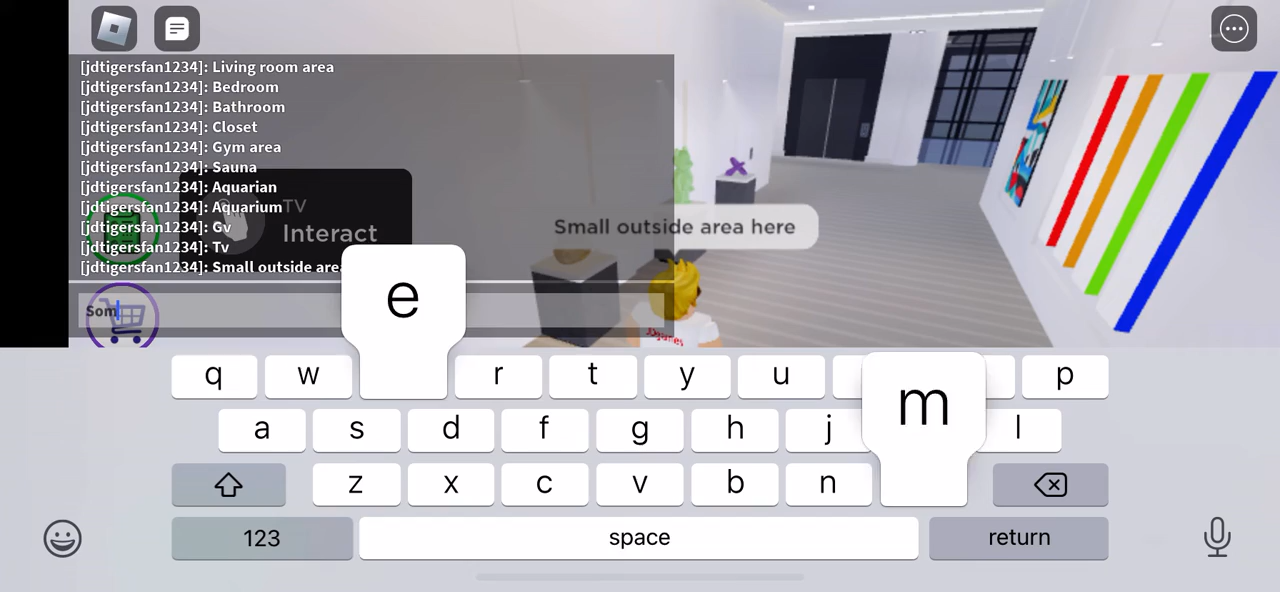 [jdtigersfan1234]: Living room area
[jdtigersfan1234]: Bedroom
[jdtigersfan1234]: Bathroom
[jdtigersfan1234]: Closet
[jdtigersfan1234]: Gym area
[jdtigersfan1234]: Sauna
[jdtigersfan1234]: Aquarian
[jdtigersfan1234]: Aquarium
[jdtigersfan1234]: Gv
[jdtigersfan1234]: Tv
[jdtigersfan1234]: Small outside area
TV
Interact
Small outside area here
Som
e
m
q w r t y u p
a s d f g h j l
z x c v b n
123 space return